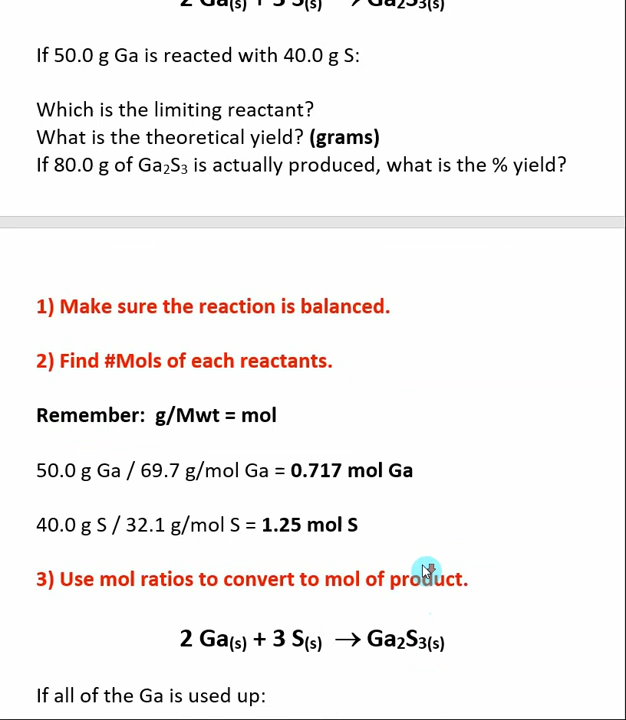 2 Ga(s) + 3 S(s) → Ga2S3(s)
If 50.0 g Ga is reacted with 40.0 g S:
Which is the limiting reactant?
What is the theoretical yield? (grams)
If 80.0 g of Ga₂S₃ is actually produced, what is the % yield?
1) Make sure the reaction is balanced.
2) Find #Mols of each reactants.
Remember: g/Mwt = mol
50.0 g Ga / 69.7 g/mol Ga = 0.717 mol Ga
40.0 g S / 32.1 g/mol S = 1.25 mol S
3) Use mol ratios to convert to mol of product.
2 Ga(s) + 3 S(s) → Ga₂S₃(s)
If all of the Ga is used up: